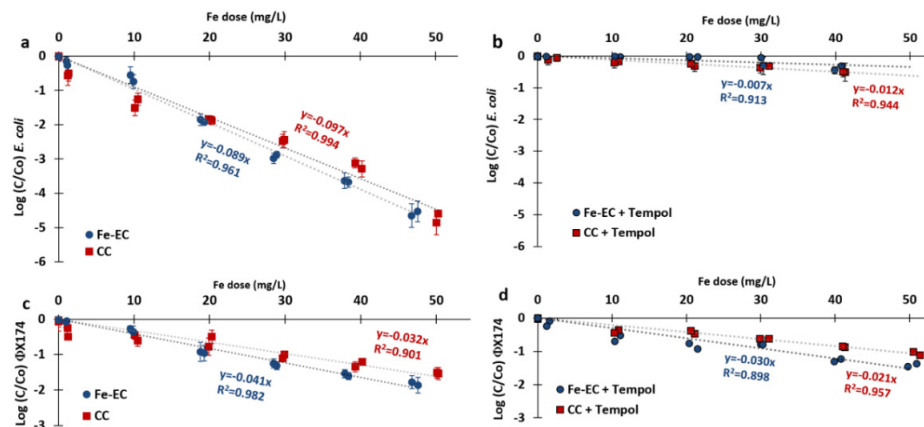 Fe dose (mg/L)
a
0 10 20 30 40 50
0
-1
-2
-3
-4
-5
-6
Log (C/Co) E. coli
y=-0.097x
R²=0.994
y=-0.089x
R²=0.961
Fe-EC
CC
Fe dose (mg/L)
b
0 10 20 30 40 50
0
-1
-2
-3
-4
-5
-6
Log (C/Co) E. coli
y=-0.007x
R²=0.913
y=-0.012x
R²=0.944
Fe-EC + Tempol
CC + Tempol
Fe dose (mg/L)
c
0 10 20 30 40 50
0
-1
-2
-3
Log (C/Co) ΦX174
y=-0.032x
R²=0.901
y=-0.041x
R²=0.982
Fe-EC
CC
Fe dose (mg/L)
d
0 10 20 30 40 50
0
-1
-2
-3
Log (C/Co) ΦX174
y=-0.030x
R²=0.898
y=-0.021x
R²=0.957
Fe-EC + Tempol
CC + Tempol